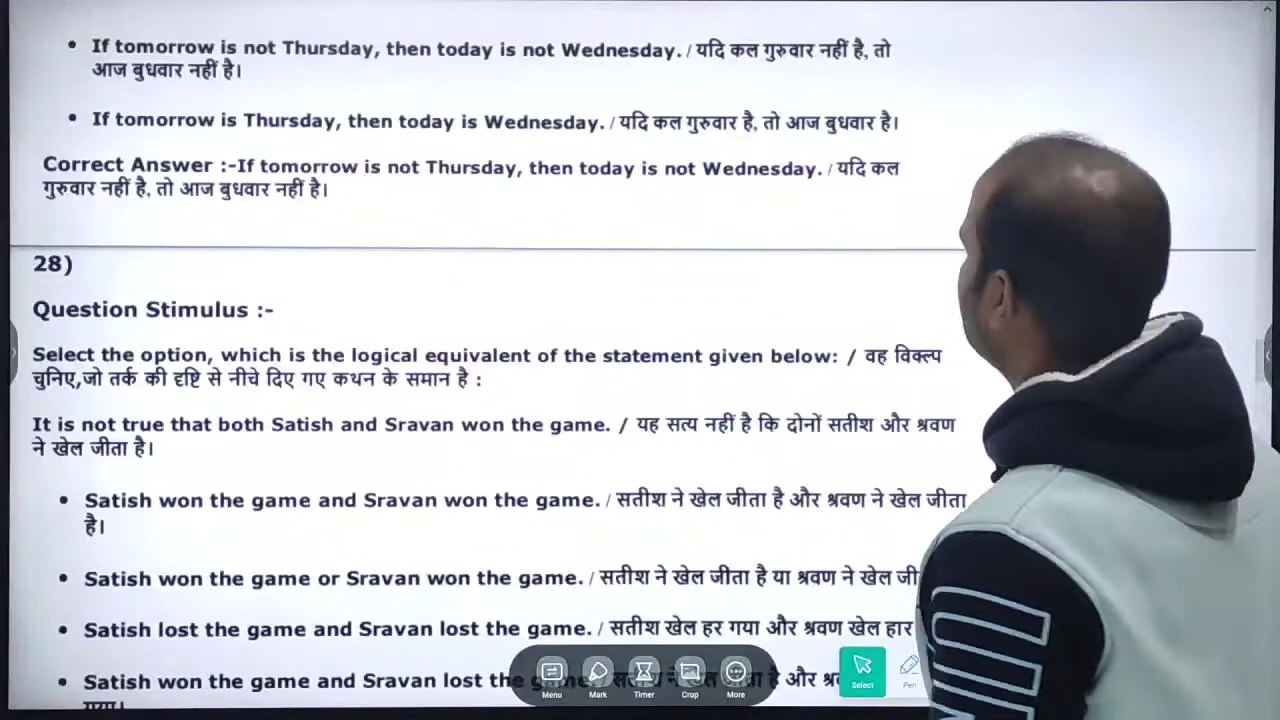 • If tomorrow is not Thursday, then today is not Wednesday. / यदि कल गुरुवार नहीं है, तो
आज बुधवार नहीं है।
• If tomorrow is Thursday, then today is Wednesday. / यदि कल गुरुवार है, तो आज बुधवार है।
Correct Answer :-If tomorrow is not Thursday, then today is not Wednesday. / यदि कल
गुरुवार नहीं है, तो आज बुधवार नहीं है।
28)
Question Stimulus :-
Select the option, which is the logical equivalent of the statement given below: / वह विकल्प
चुनिए,जो तर्क की दृष्टि से नीचे दिए गए कथन के समान है :
It is not true that both Satish and Sravan won the game. / यह सत्य नहीं है कि दोनों सतीश और श्रवण
ने खेल जीता है।
• Satish won the game and Sravan won the game. / सतीश ने खेल जीता है और श्रवण ने खेल जीता
है।
• Satish won the game or Sravan won the game. / सतीश ने खेल जीता है या श्रवण ने खेल
• Satish lost the game and Sravan lost the game. / सतीश खेल हर गया और श्रवण खेल हार
• Satish won the game and Sravan lost the game. / है और
Menu Mark Timer Crop More Select Pen